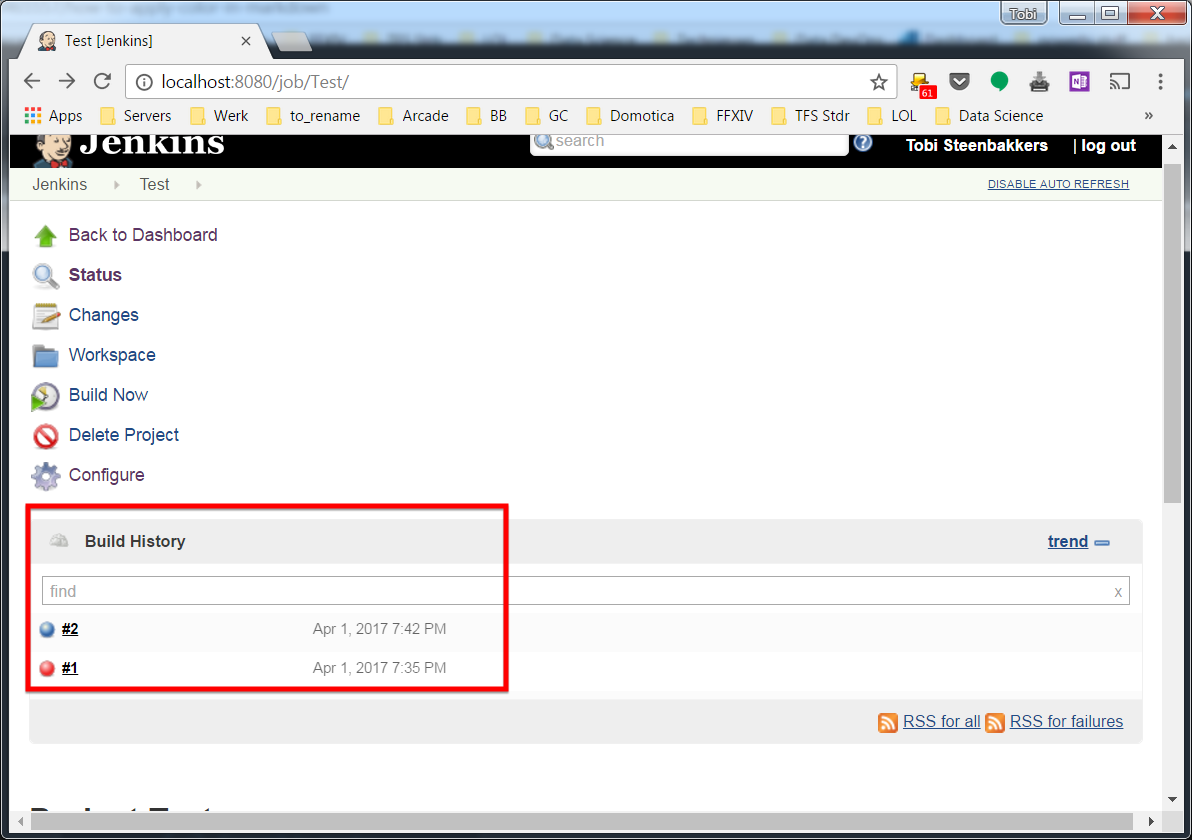 Tobi
Test [Jenkins]
localhost:8080/job/Test/
61
N
Apps Servers Werk to_rename Arcade BB GC Domotica FFXIV TFS Stdr LOL Data Science »
Jenkins search ? Tobi Steenbakkers | log out
Jenkins Test DISABLE AUTO REFRESH
Back to Dashboard
Status
Changes
Workspace
Build Now
Delete Project
Configure
Build History trend
find x
#2 Apr 1, 2017 7:42 PM
#1 Apr 1, 2017 7:35 PM
RSS for all RSS for failures